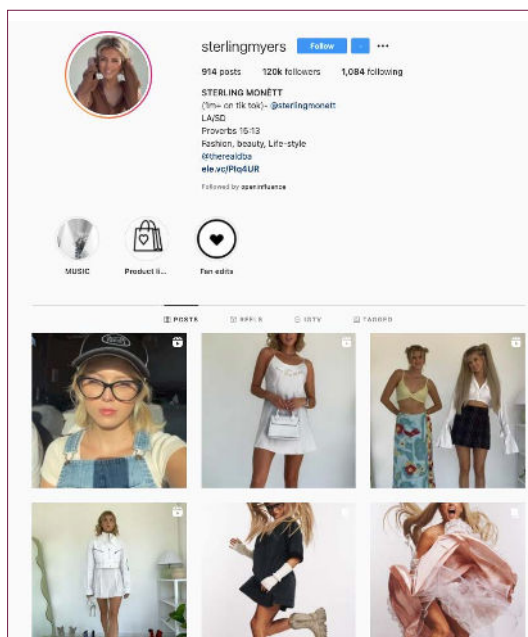 sterlingmyers Follow
914 posts 120k followers 1,084 following
STERLING MONÉTT
(1m+ on tik tok)- @sterlingmonett
LA/SD
Proverbs 16:13
Fashion, beauty, Life-style
@therealdba
ele.vc/PIq4UR
Followed by openinfluence
MUSIC Product li... Fan edits
POSTS REELS IGTV TAGGED